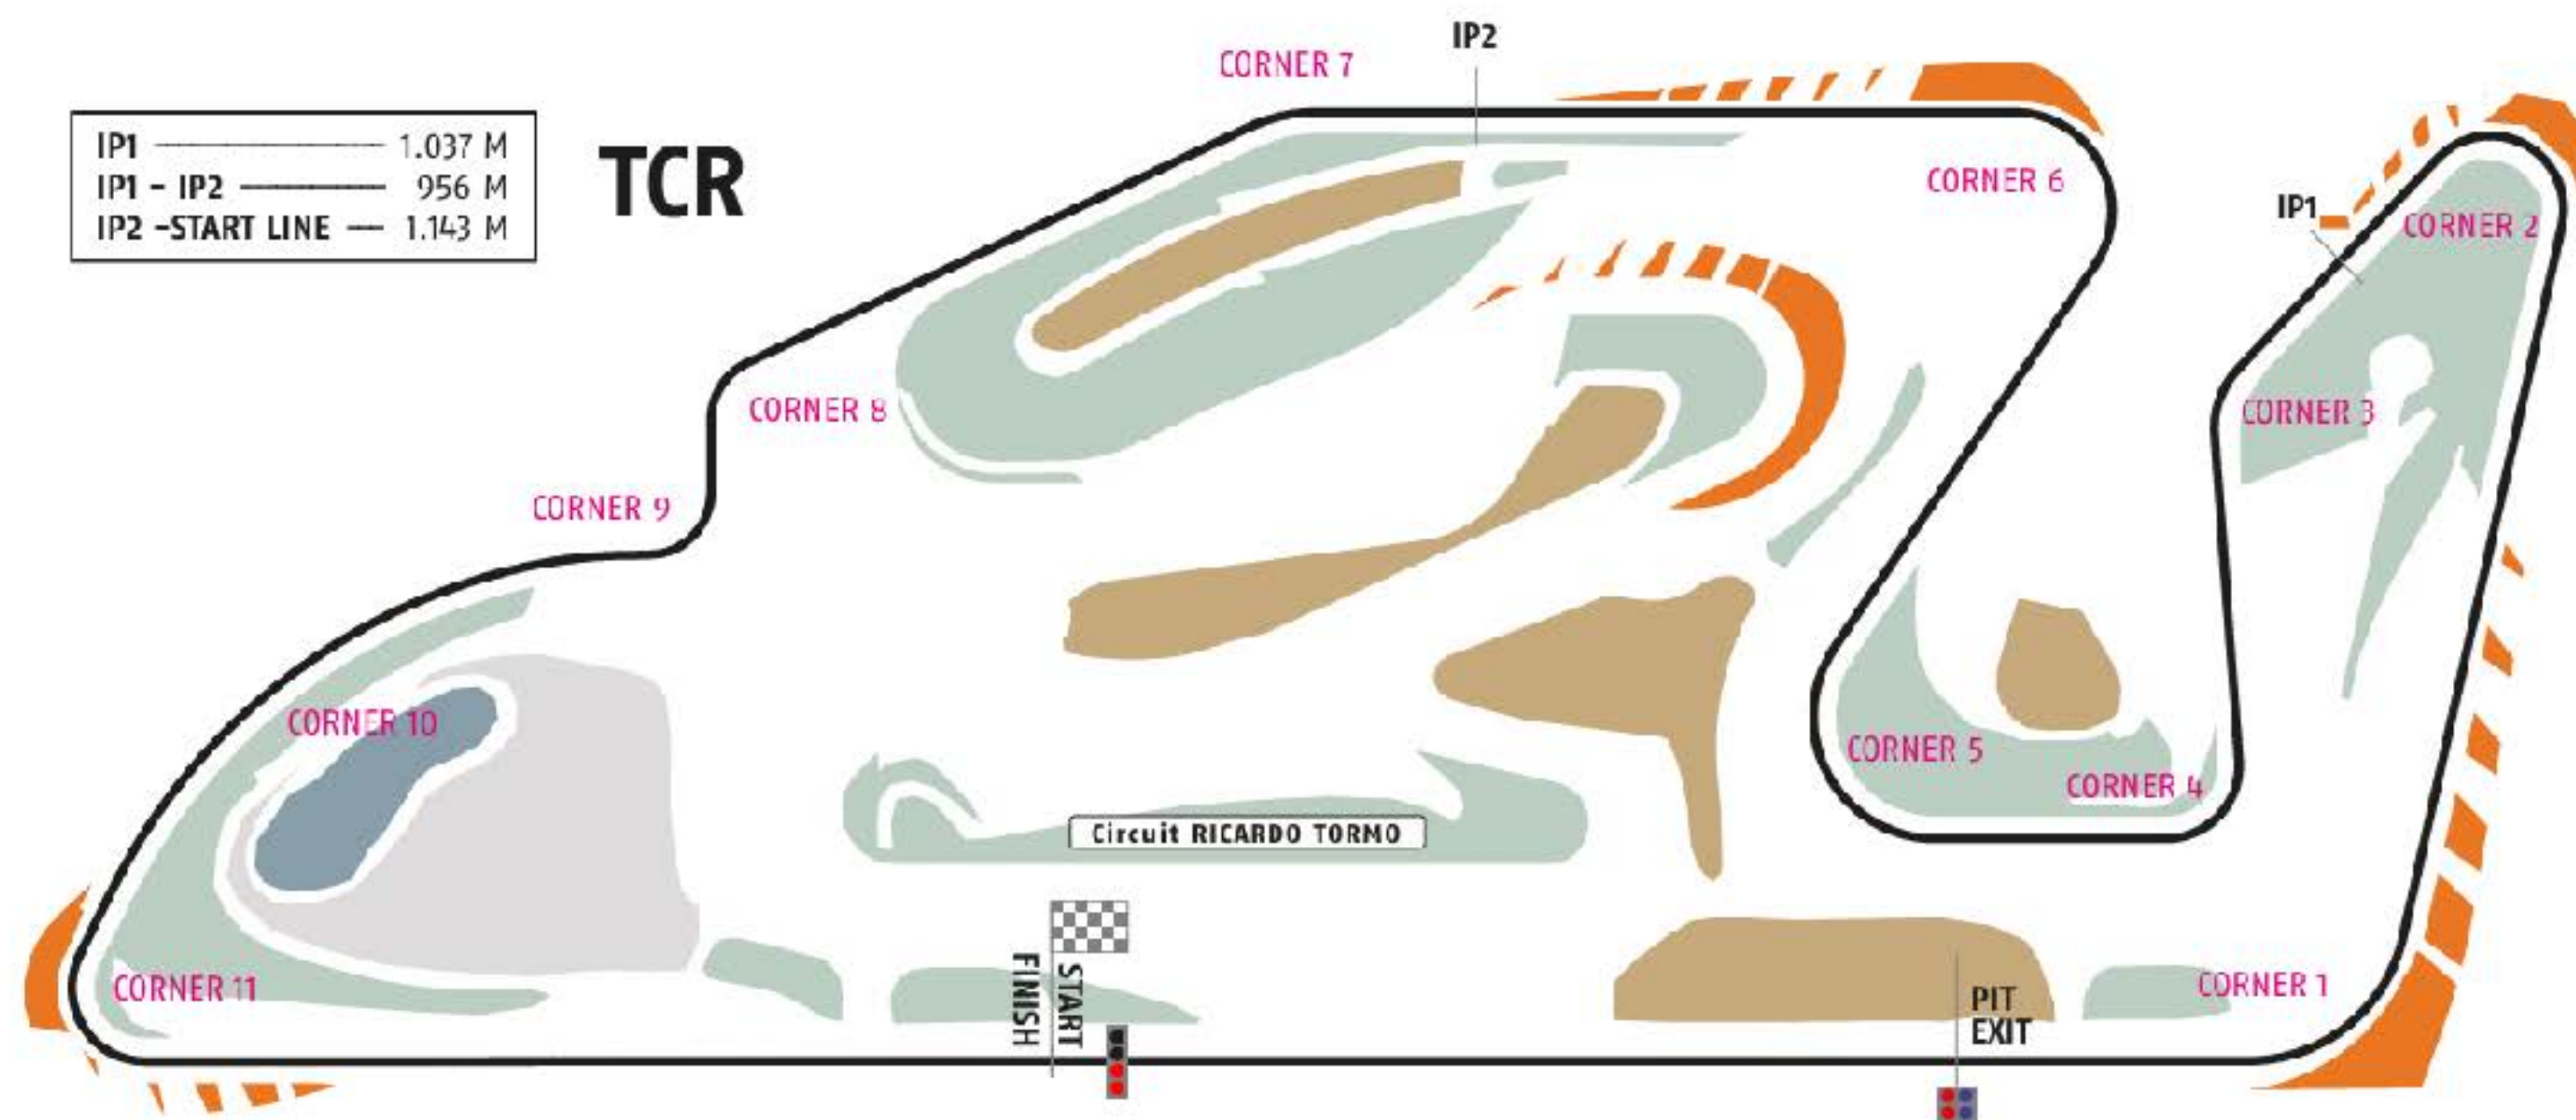 IP2
CORNER 7
IP1 1.037 M
IP1 - IP2 956 M
IP2 -START LINE 1.143 M
TCR
CORNER 6
IP1
CORNER 2
CORNER 8
CORNER 3
CORNER 9
CORNER 10
CORNER 5
CORNER 4
Circuit RICARDO TORMO
CORNER 11
FINISH
START
PIT
EXIT
CORNER 1